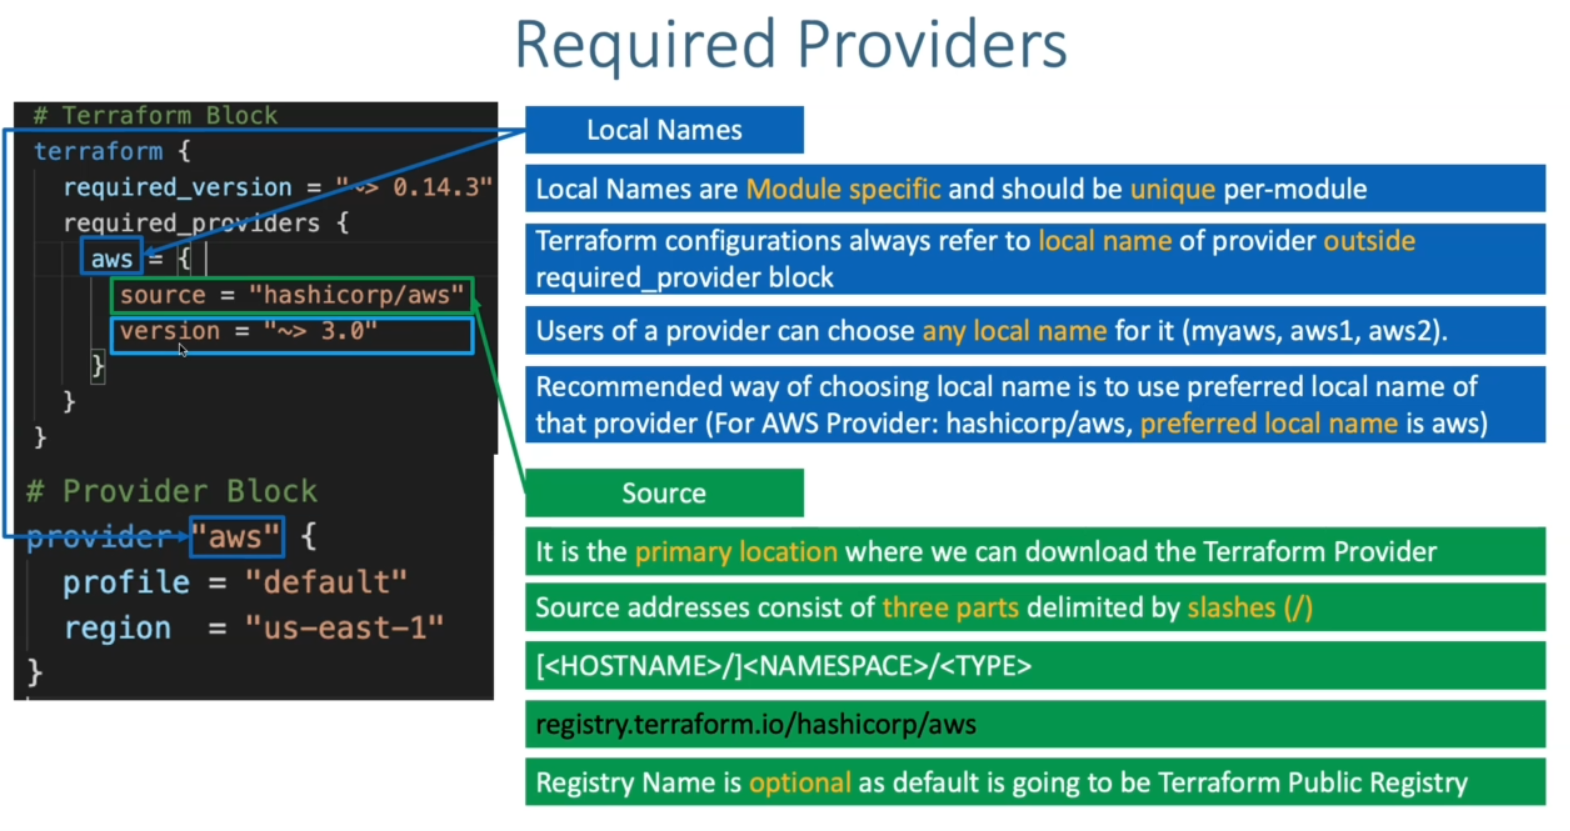 Required Providers
# Terraform Block
terraform {
required_version = "~> 0.14.3"
required_providers {
aws = {
source = "hashicorp/aws"
version = "~> 3.0"
}
}
}
# Provider Block
provider "aws" {
profile = "default"
region = "us-east-1"
}
Local Names
Local Names are Module specific and should be unique per-module
Terraform configurations always refer to local name of provider outside
required_provider block
Users of a provider can choose any local name for it (myaws, aws1, aws2).
Recommended way of choosing local name is to use preferred local name of
that provider (For AWS Provider: hashicorp/aws, preferred local name is aws)
Source
It is the primary location where we can download the Terraform Provider
Source addresses consist of three parts delimited by slashes (/)
[<HOSTNAME>/]<NAMESPACE>/<TYPE>
registry.terraform.io/hashicorp/aws
Registry Name is optional as default is going to be Terraform Public Registry